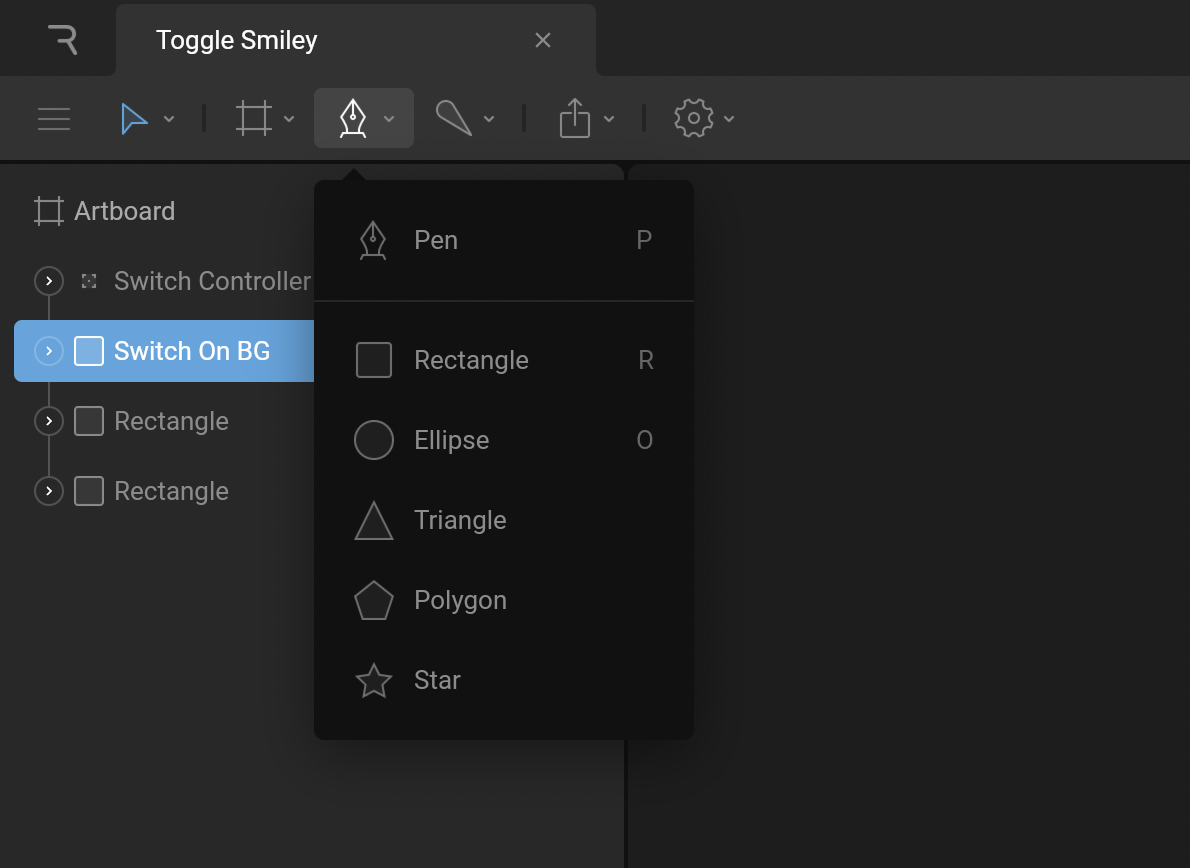 Toggle Smiley
Artboard
Switch Controller
Switch On BG
Rectangle
Rectangle
Pen P
Rectangle R
Ellipse O
Triangle
Polygon
Star